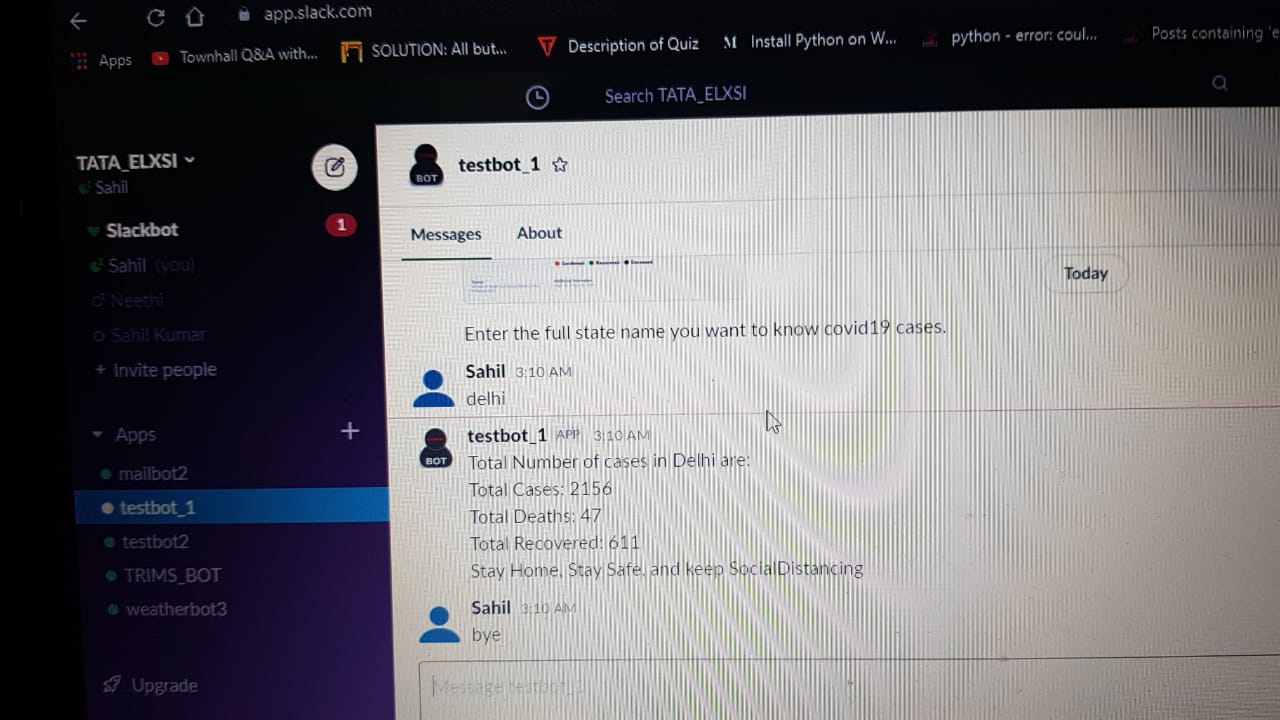 app.slack.com
Apps
Townhall Q&A with...
SOLUTION: All but...
Description of Quiz
M Install Python on W...
python - error: coul...
Posts containing 'e
Search TATA_ELXSI
TATA_ELXSI
Sahil
Slackbot
1
Sahil (you)
Neethi
Sahil Kumar
+ Invite people
Apps
+
mailbot2
testbot_1
testbot2
TRIMS_BOT
weatherbot3
Upgrade
BOT
testbot_1
Messages
About
Today
Enter the full state name you want to know covid19 cases.
Sahil 3:10 AM
delhi
BOT
testbot_1 APP 3:10 AM
Total Number of cases in Delhi are:
Total Cases: 2156
Total Deaths: 47
Total Recovered: 611
Stay Home, Stay Safe, and keep SocialDistancing
Sahil 3:10 AM
bye
Message testbot_1